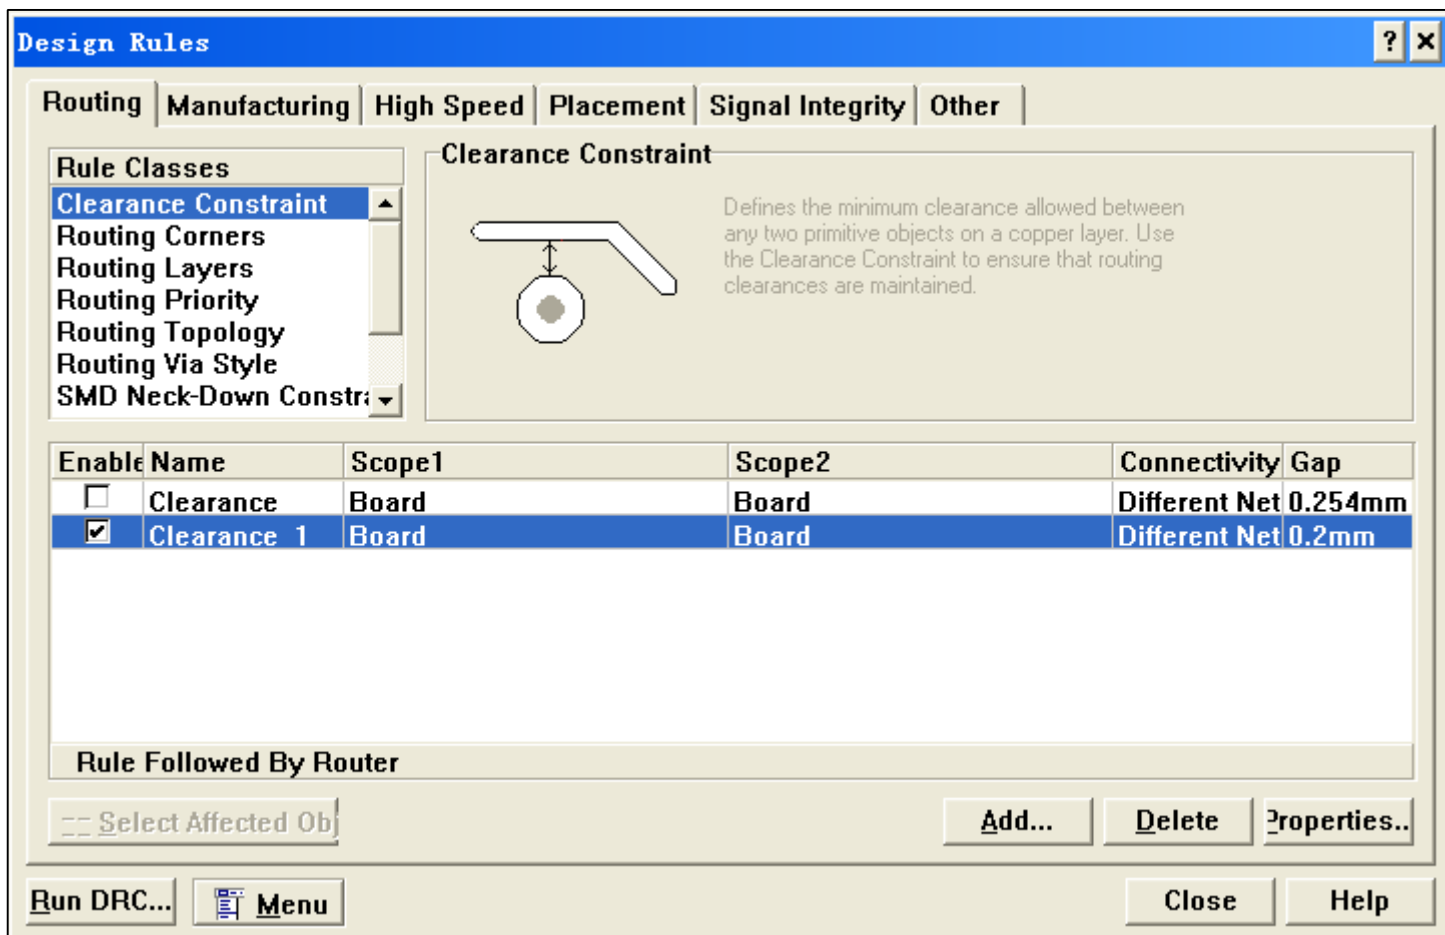 Design Rules
? ×
Routing Manufacturing High Speed Placement Signal Integrity Other
Rule Classes
Clearance Constraint
Routing Corners
Routing Layers
Routing Priority
Routing Topology
Routing Via Style
SMD Neck-Down Constra
Clearance Constraint
Defines the minimum clearance allowed between
any two primitive objects on a copper layer. Use
the Clearance Constraint to ensure that routing
clearances are maintained.
Enable Name Scope1 Scope2 Connectivity Gap
Clearance Board Board Different Net 0.254mm
Clearance_1 Board Board Different Net 0.2mm
Rule Followed By Router
Select Affected Obj Add... Delete Properties..
Run DRC... Menu Close Help